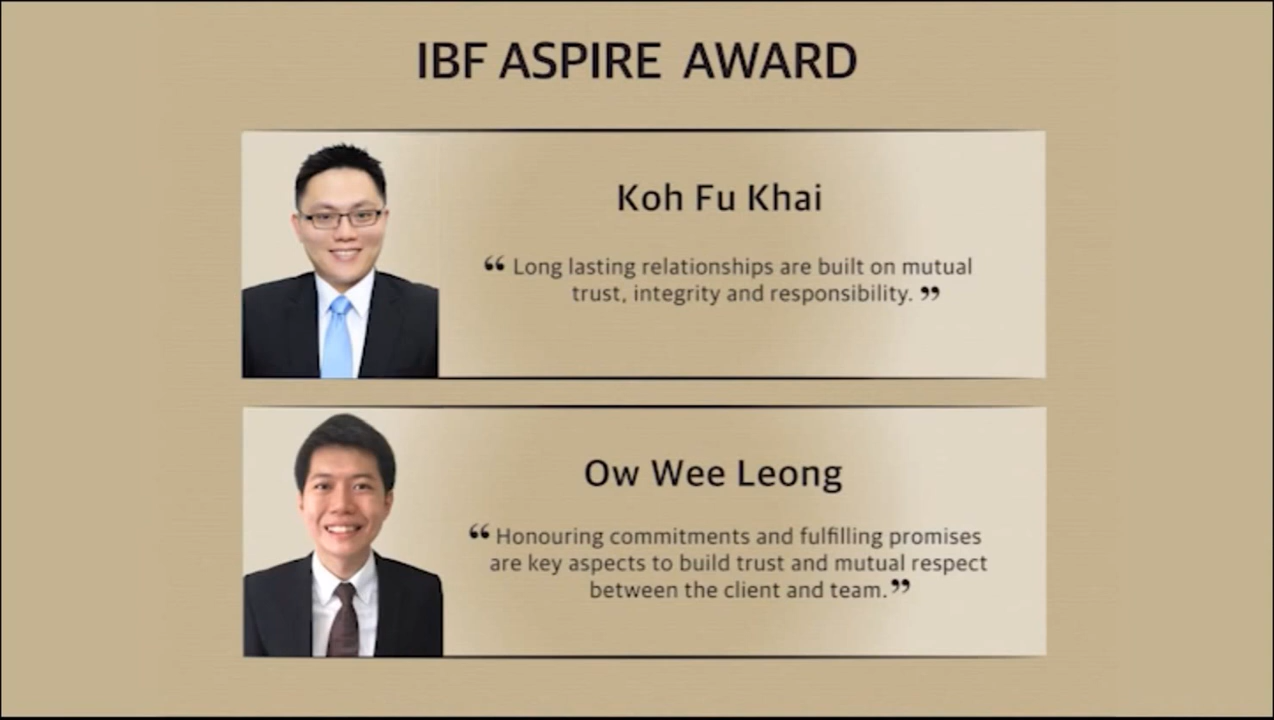 IBF ASPIRE AWARD
Koh Fu Khai
“ Long lasting relationships are built on mutual
trust, integrity and responsibility. ”
Ow Wee Leong
“ Honouring commitments and fulfilling promises
are key aspects to build trust and mutual respect
between the client and team. ”